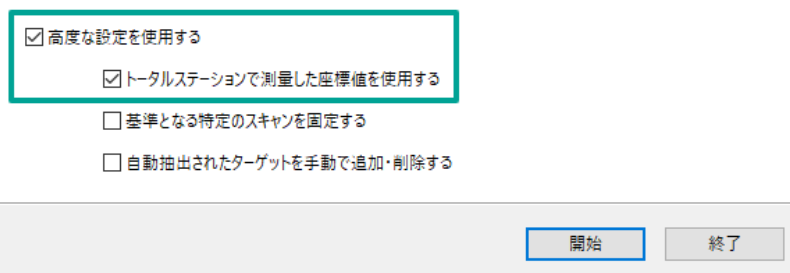 高度な設定を使用する
トータルステーションで測量した座標値を使用する
基準となる特定のスキャンを固定する
自動抽出されたターゲットを手動で追加・削除する
開始 終了